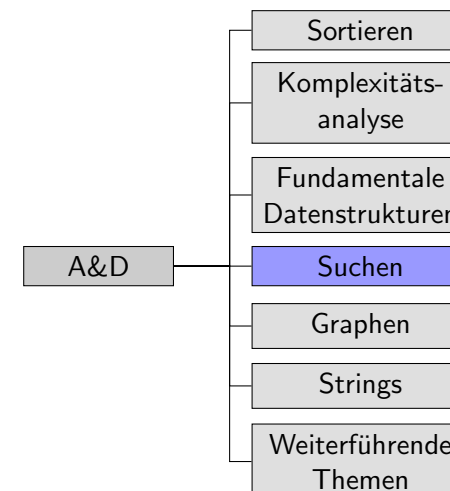 Sortieren
Komplexitäts-
analyse
Fundamentale
Datenstrukturen
A&D
Suchen
Graphen
Strings
Weiterführende
Themen